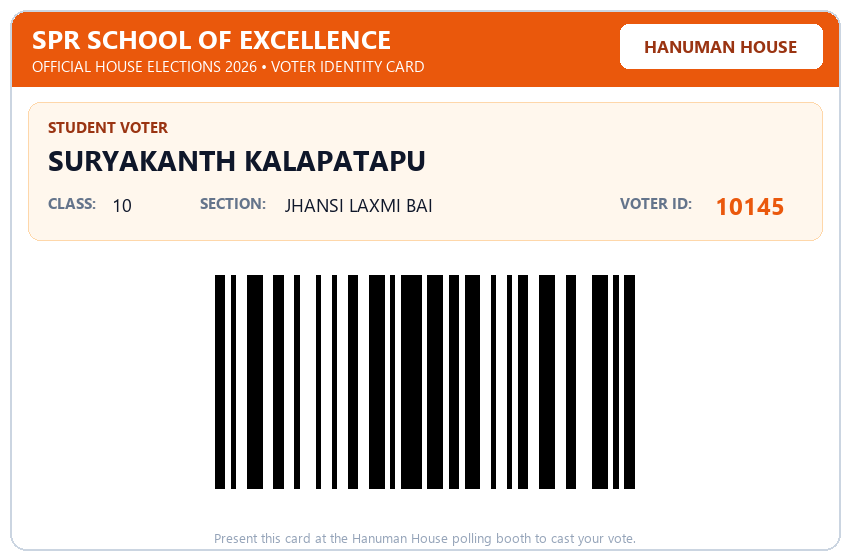 SPR SCHOOL OF EXCELLENCE
OFFICIAL HOUSE ELECTIONS 2026 • VOTER IDENTITY CARD
HANUMAN HOUSE
STUDENT VOTER
SURYAKANTH KALAPATAPU
CLASS: 10 SECTION: JHANSI LAXMI BAI VOTER ID: 10145
Present this card at the Hanuman House polling booth to cast your vote.